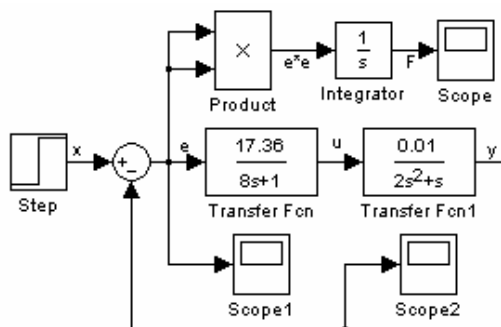 ×
e*e
1
s
F
Product
Integrator
Scope
x
+
−
e
17.36
8s+1
u
0.01
2s²+s
y
Step
Transfer Fcn
Transfer Fcn1
Scope1
Scope2